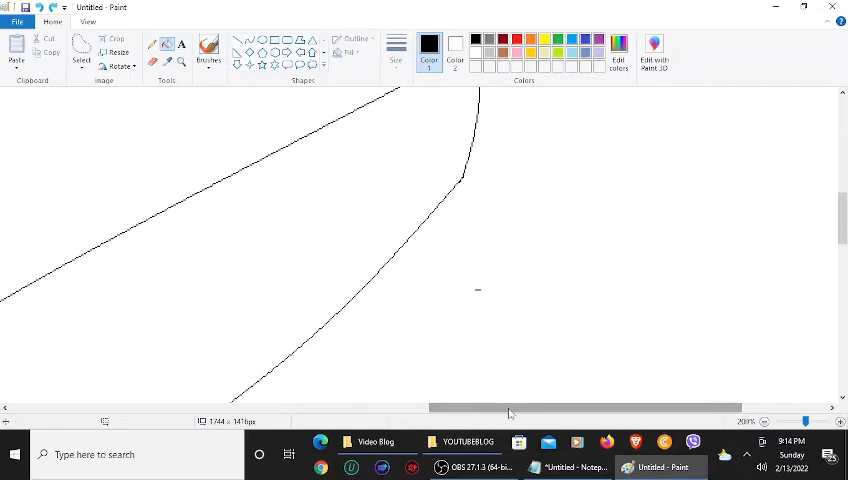 Untitled - Paint
File
Home
View
Paste
Cut
Copy
Clipboard
Select
Crop
Resize
Rotate
Image
A
Tools
Brushes
Shapes
Outline
Fill
Size
Color
1
Color
2
Colors
Edit
colors
Edit with
Paint 3D
1744 × 1416px
200%
Type here to search
Video Blog
YOUTUBEBLOG
OBS 27.1.3 (64-bi...
*Untitled - Notep...
Untitled - Paint
9:14 PM
Sunday
2/13/2022